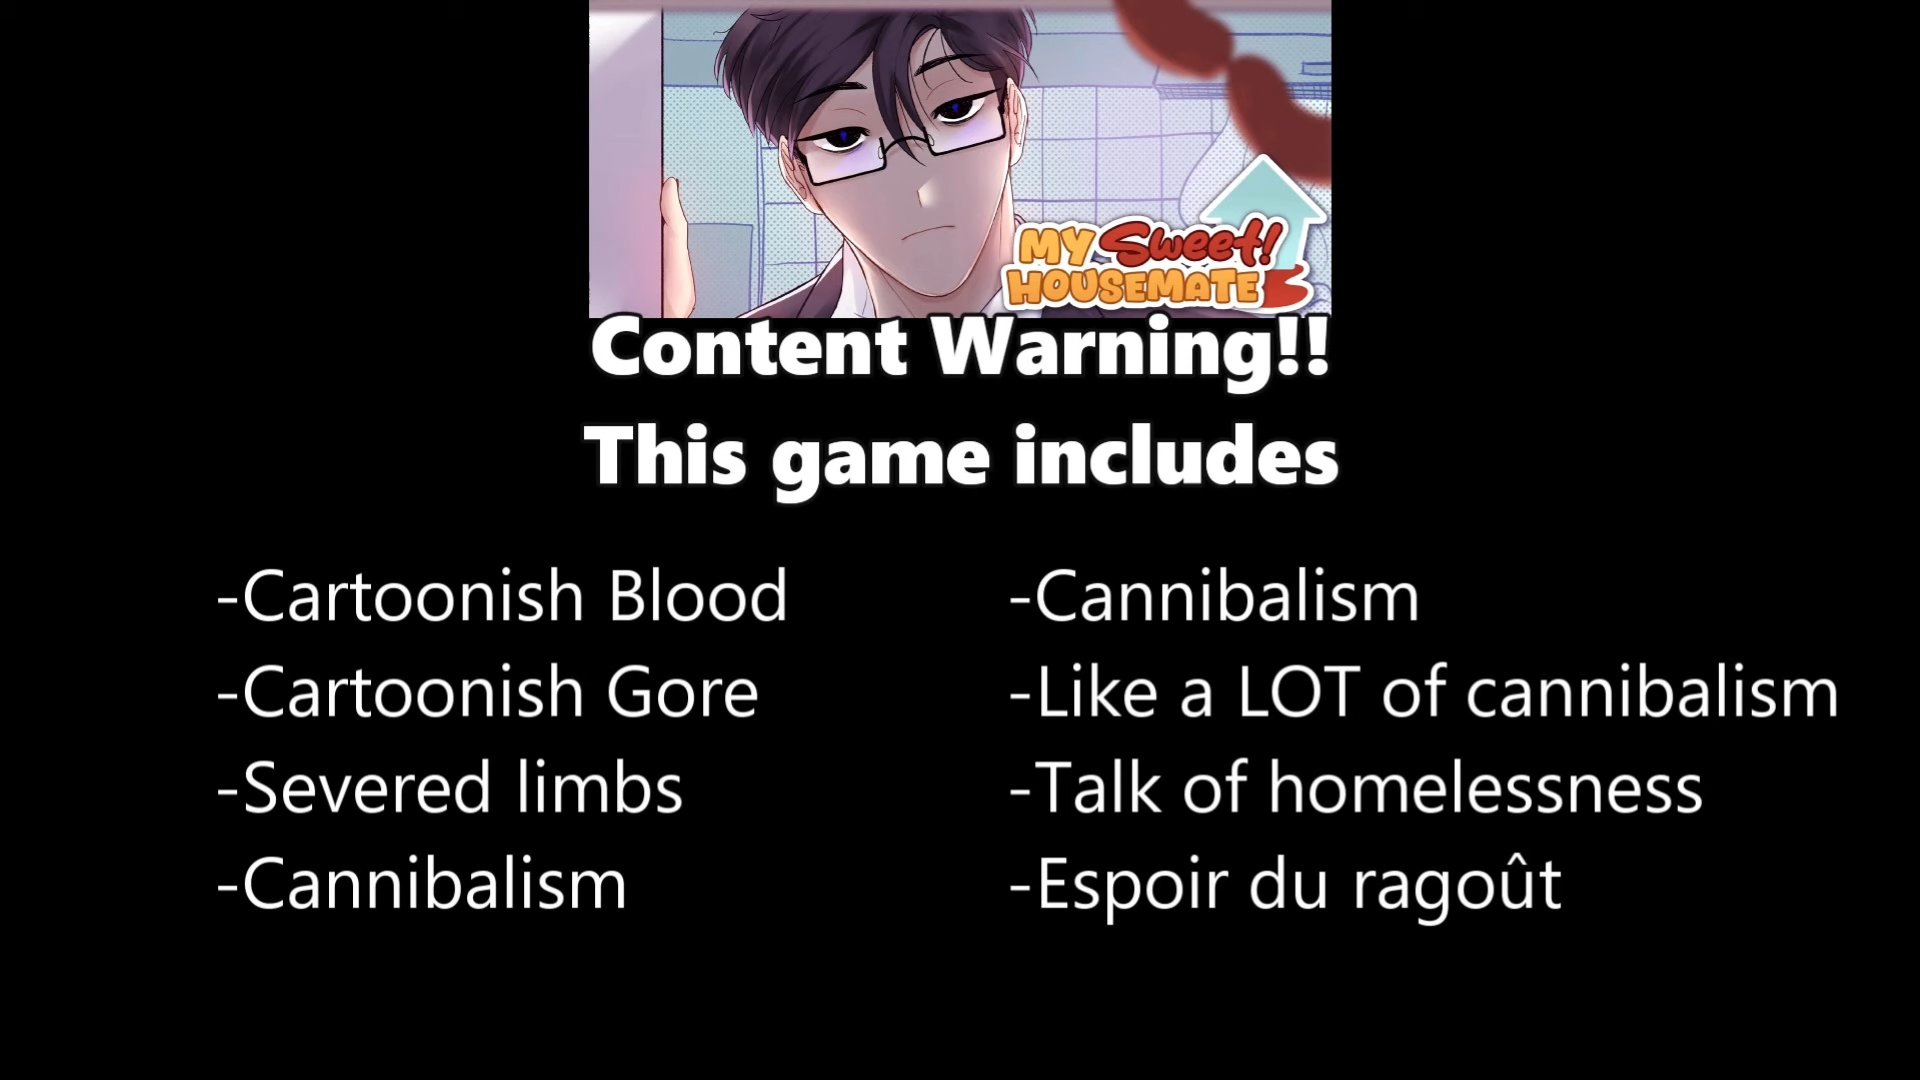 MY Sweet!
HOUSEMATE
Content Warning!!
This game includes
-Cartoonish Blood
-Cartoonish Gore
-Severed limbs
-Cannibalism
-Cannibalism
-Like a LOT of cannibalism
-Talk of homelessness
-Espoir du ragoût